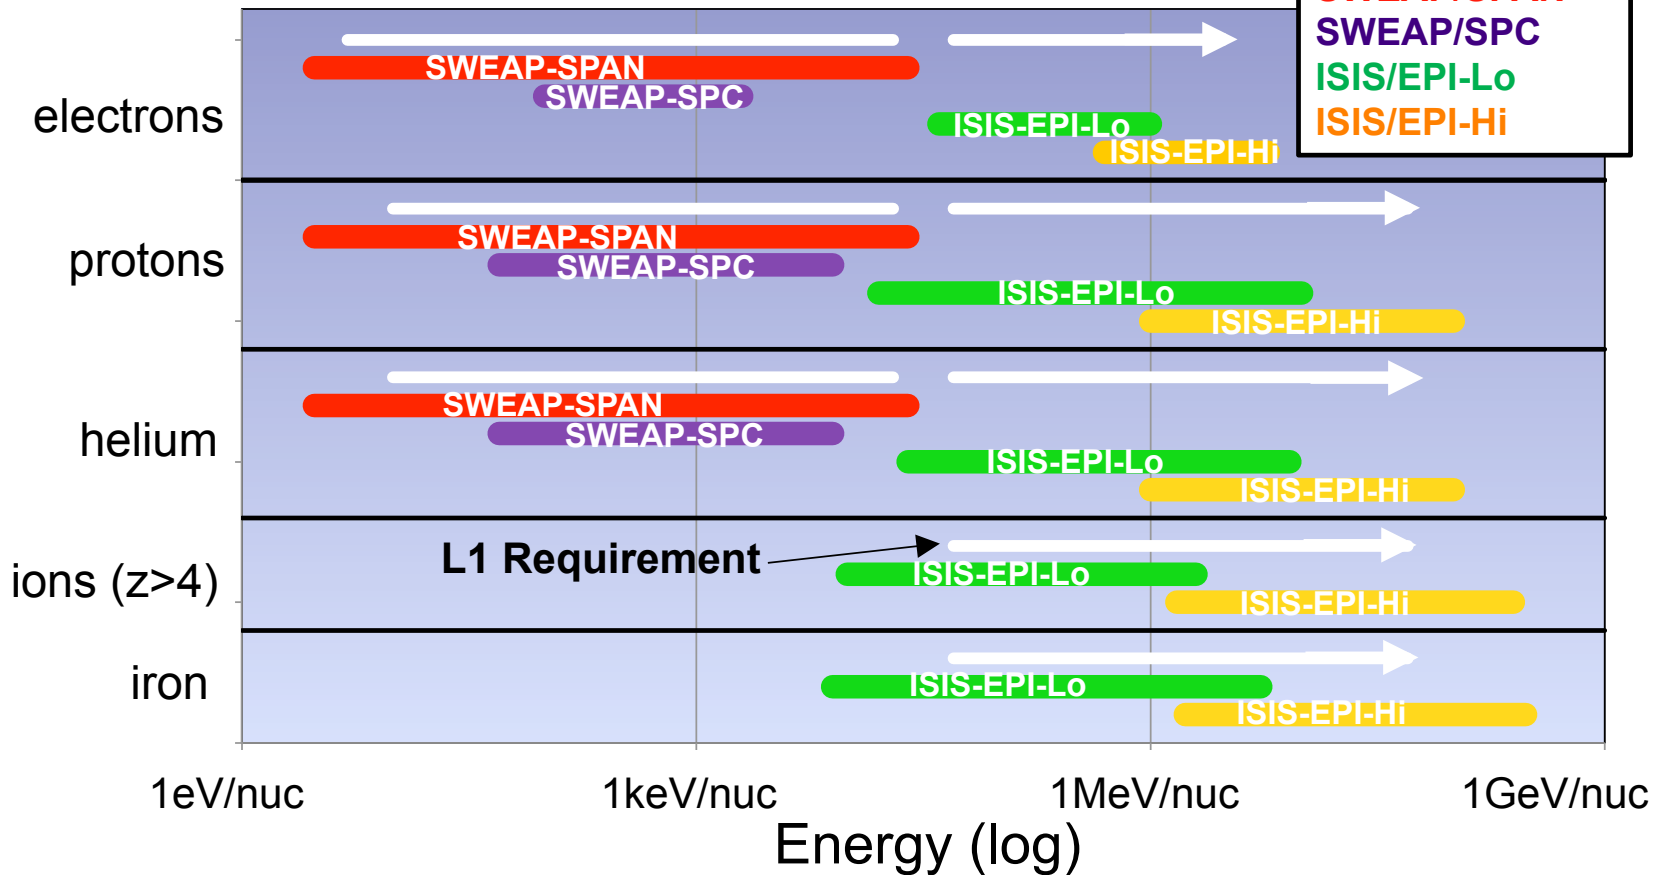 SWEAP/SPAN
SWEAP/SPC
ISIS/EPI-Lo
ISIS/EPI-Hi
electrons
SWEAP-SPAN
SWEAP-SPC
ISIS-EPI-Lo
ISIS-EPI-Hi
protons
SWEAP-SPAN
SWEAP-SPC
ISIS-EPI-Lo
ISIS-EPI-Hi
helium
SWEAP-SPAN
SWEAP-SPC
ISIS-EPI-Lo
ISIS-EPI-Hi
ions (z>4)
L1 Requirement
ISIS-EPI-Lo
ISIS-EPI-Hi
iron
ISIS-EPI-Lo
ISIS-EPI-Hi
1eV/nuc 1keV/nuc 1MeV/nuc 1GeV/nuc
Energy (log)